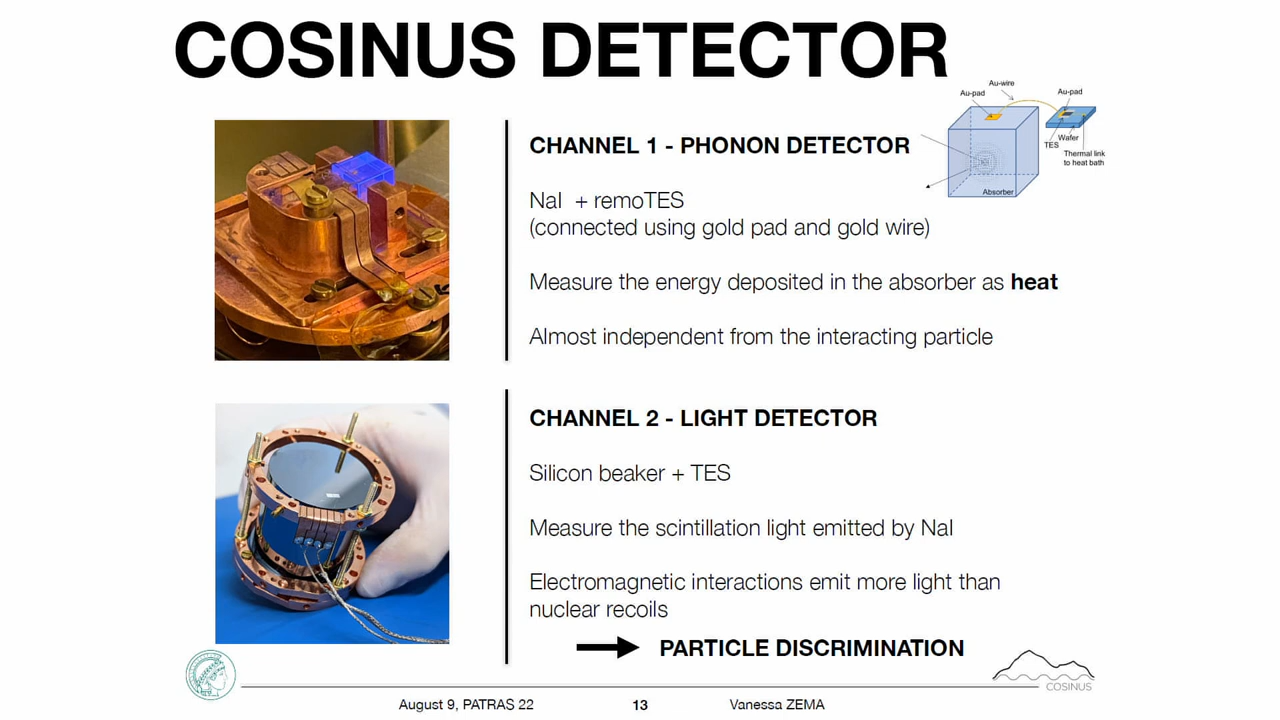 COSINUS DETECTOR
Au-wire
Au-pad
Au-pad
Wafer
TES
Thermal link
to heat bath
Absorber
CHANNEL 1 - PHONON DETECTOR
NaI + remoTES
(connected using gold pad and gold wire)
Measure the energy deposited in the absorber as heat
Almost independent from the interacting particle
CHANNEL 2 - LIGHT DETECTOR
Silicon beaker + TES
Measure the scintillation light emitted by NaI
Electromagnetic interactions emit more light than
nuclear recoils
PARTICLE DISCRIMINATION
COSINUS
August 9, PATRAS 22
13
Vanessa ZEMA